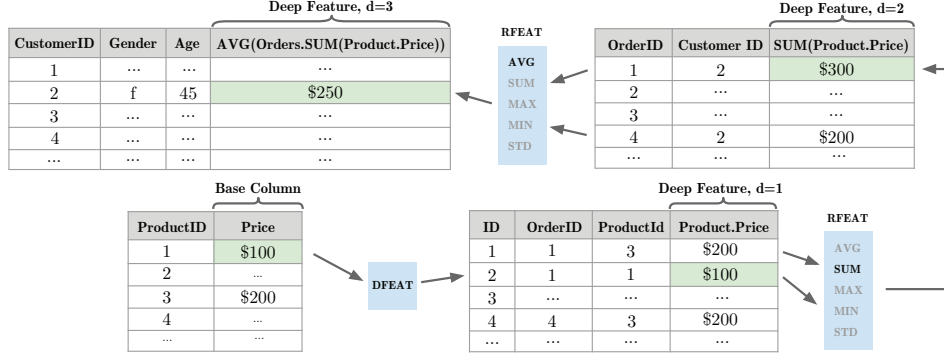 Deep Feature, d=3
CustomerID Gender Age AVG(Orders.SUM(Product.Price))
1 ... ... ...
2 f 45 $250
3 ... ... ...
4 ... ... ...
... ... ... ...
RFEAT
AVG
SUM
MAX
MIN
STD
Deep Feature, d=2
OrderID Customer ID SUM(Product.Price)
1 2 $300
2 ... ...
3 ... ...
4 2 $200
... ... ...
Base Column
ProductID Price
1 $100
2 ...
3 $200
4 ...
... ...
DFEAT
Deep Feature, d=1
ID OrderID ProductId Product.Price
1 1 3 $200
2 1 1 $100
3 ... ... ...
4 4 3 $200
... ... ... ...
RFEAT
AVG
SUM
MAX
MIN
STD